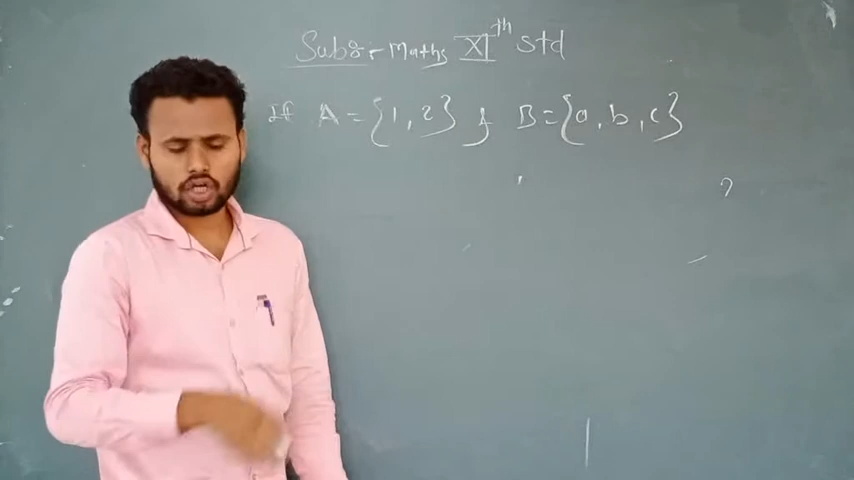 Sub:- Maths XIth std
If A = {1, 2} & B = {a, b, c}
?